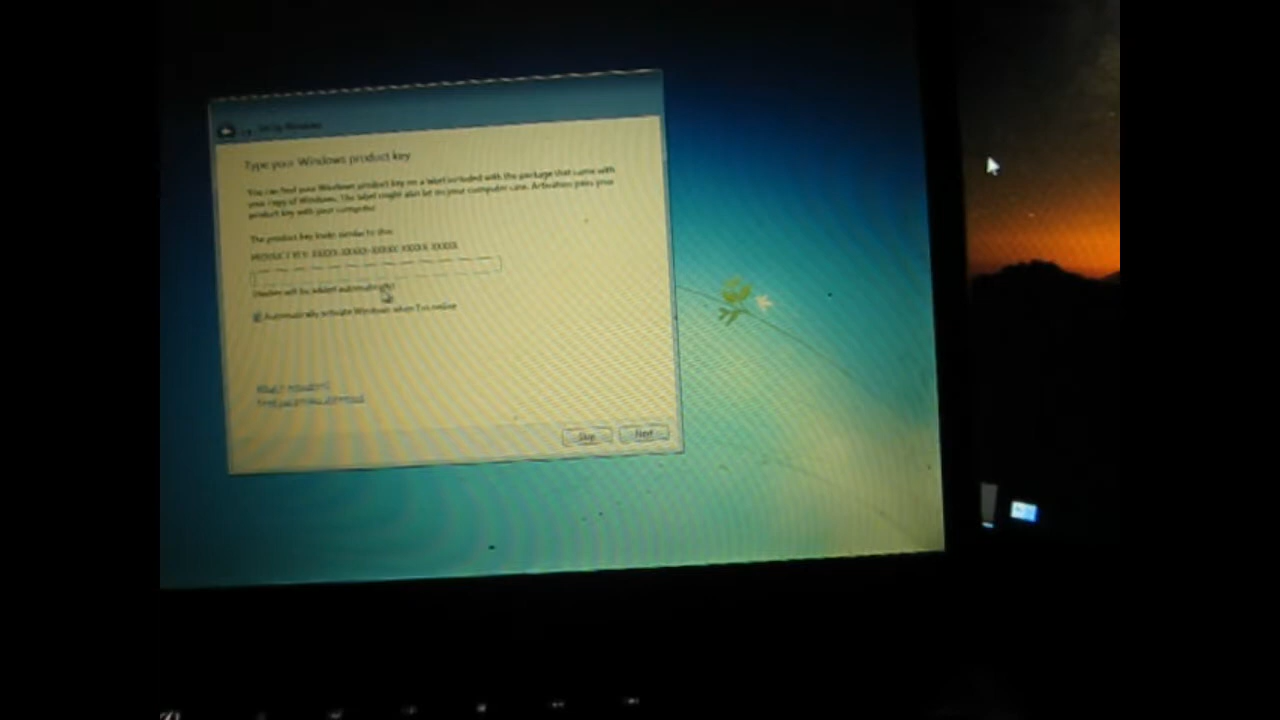 Set Up Windows
Type your Windows product key
You can find your Windows product key on a label included with the package that came with
your copy of Windows. The label might also be on your computer case. Activation pairs your
product key with your computer.
The product key looks similar to this:
PRODUCT KEY: XXXXX-XXXXX-XXXXX-XXXXX-XXXXX
(dashes will be added automatically)
Automatically activate Windows when I'm online
What is activation?
Read our privacy statement
Skip
Next